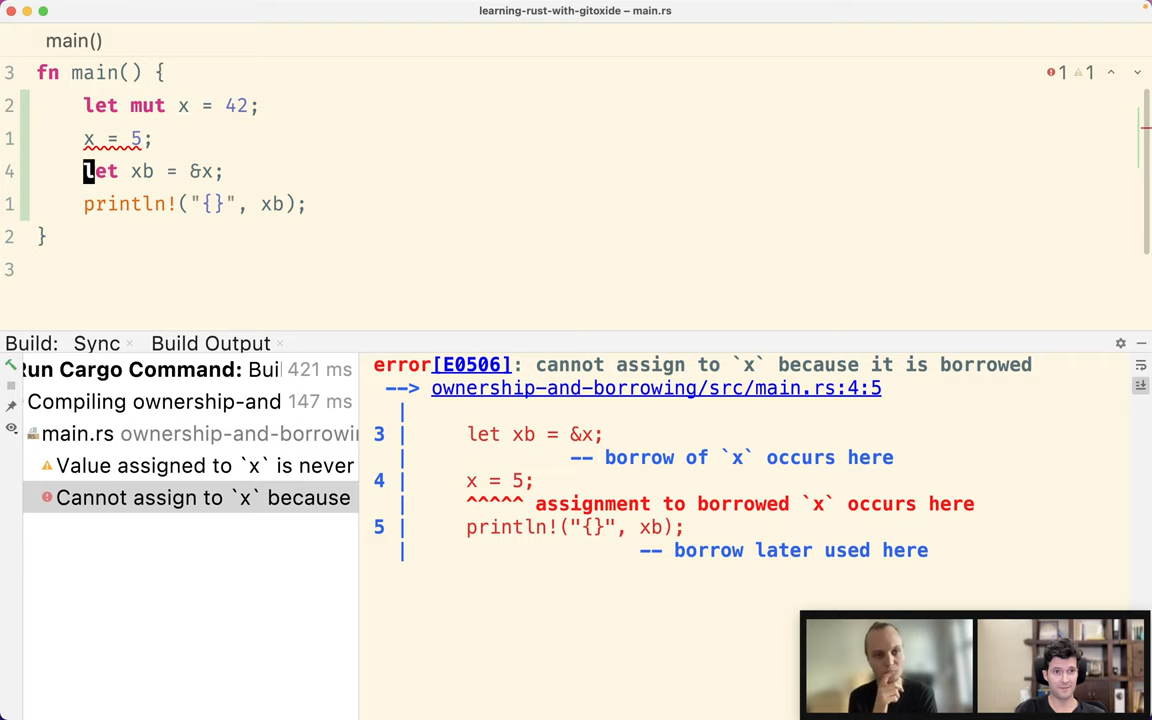 learning-rust-with-gitoxide – main.rs
main()
3 fn main() {
1 1
2 let mut x = 42;
1 x = 5;
4 let xb = &x;
1 println!("{}", xb);
2 }
3
Build: Sync × Build Output ×
Run Cargo Command: Bui 421 ms
Compiling ownership-and 147 ms
main.rs ownership-and-borrowi
Value assigned to `x` is never
Cannot assign to `x` because
error[E0506]: cannot assign to `x` because it is borrowed
--> ownership-and-borrowing/src/main.rs:4:5
|
3 | let xb = &x;
| -- borrow of `x` occurs here
4 | x = 5;
| ^^^^^ assignment to borrowed `x` occurs here
5 | println!("{}", xb);
| -- borrow later used here